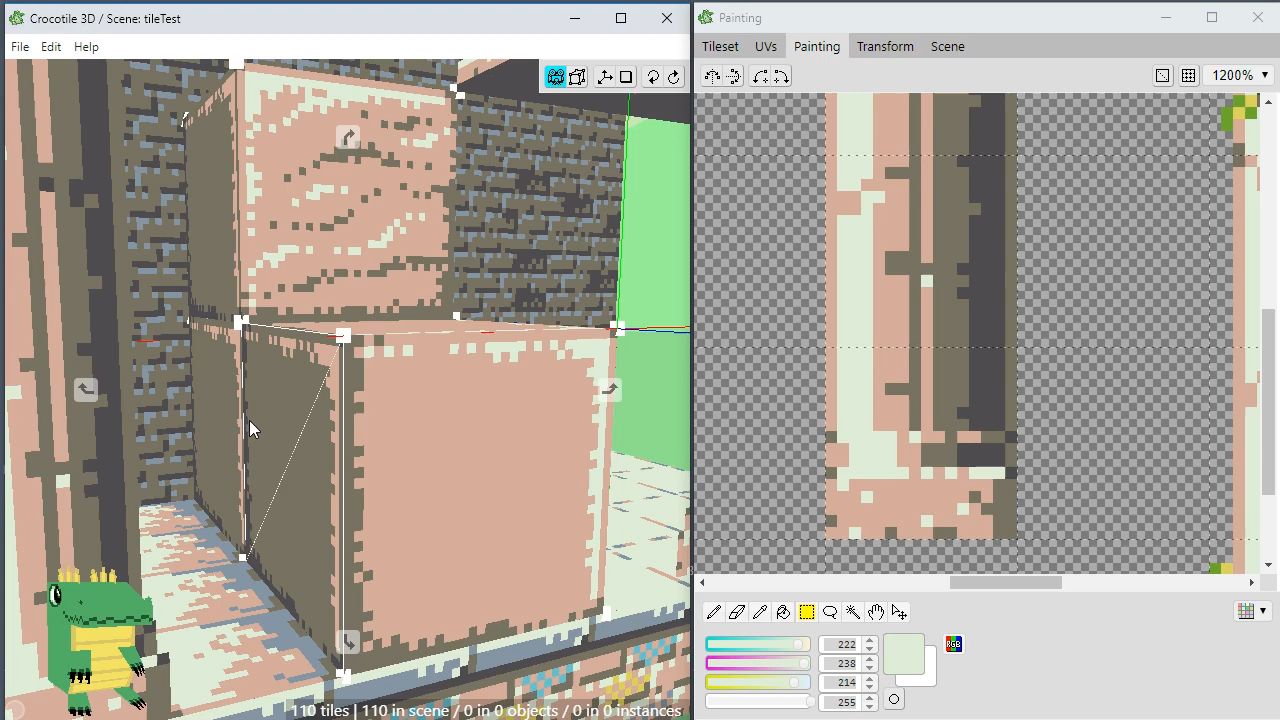 Crocotile 3D / Scene: tileTest
File Edit Help
110 tiles | 110 in scene / 0 in 0 objects / 0 in 0 instances
Painting
Tileset UVs Painting Transform Scene
1200%
222
238
214
255
RGB